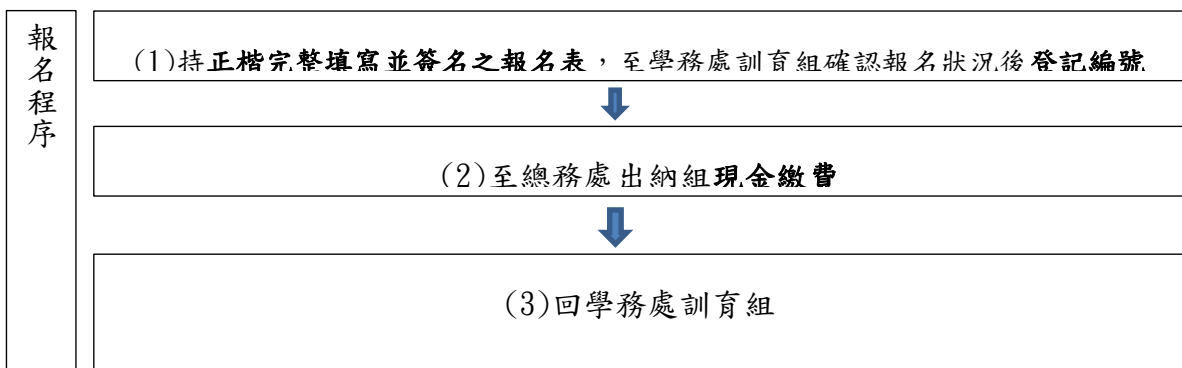 報名程序
(1)持正楷完整填寫並簽名之報名表，至學務處訓育組確認報名狀況後登記編號
(2)至總務處出納組現金繳費
(3)回學務處訓育組